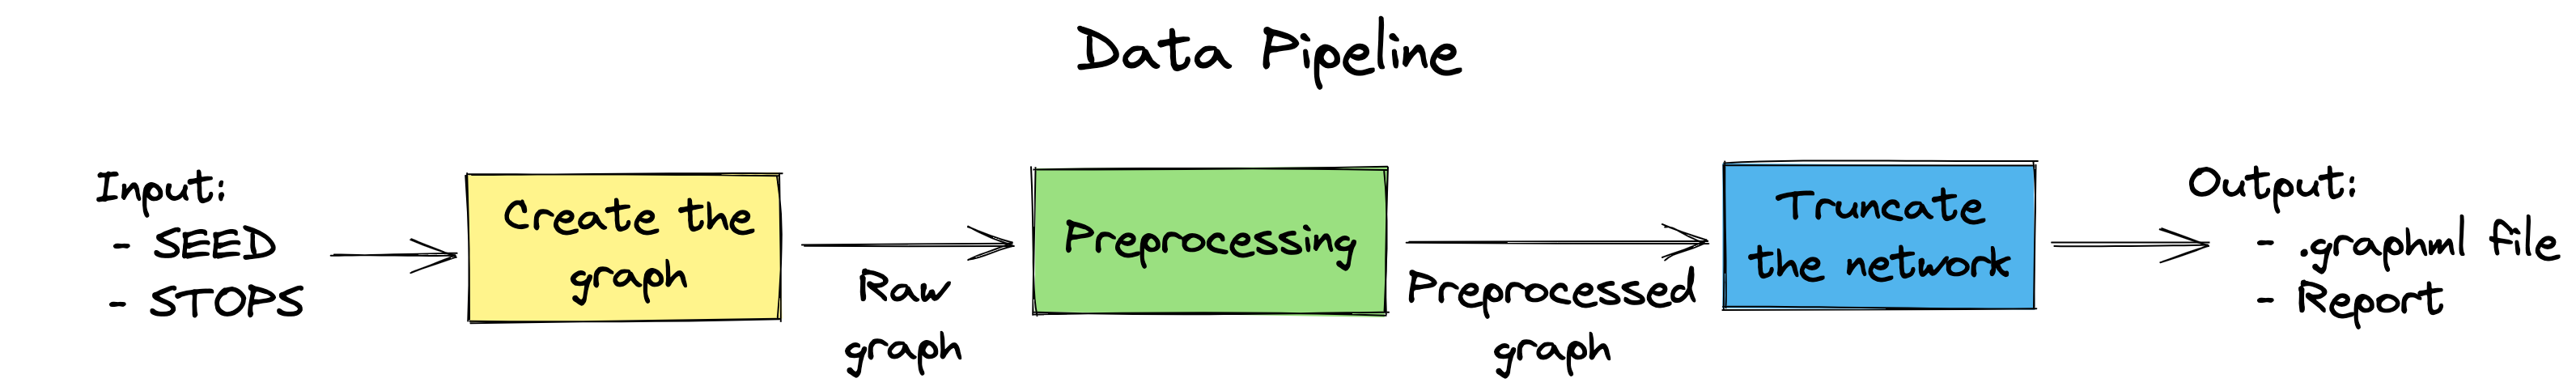 Data Pipeline
Input:
- SEED
- STOPS
Create the
graph
Raw
graph
Preprocessing
Preprocessed
graph
Truncate
the network
Output:
- .graphml file
- Report